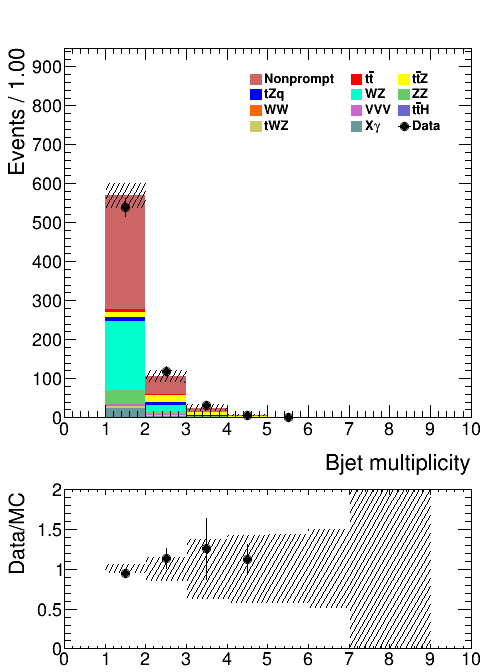 Events / 1.00
900
800
700
600
500
400
300
200
100
0
Nonprompt tt̄ tt̄Z
tZq WZ ZZ
WW VVV tt̄H
tWZ Xγ Data
0 1 2 3 4 5 6 7 8 9 10
Bjet multiplicity
Data/MC
2
1.5
1
0.5
0
0 1 2 3 4 5 6 7 8 9 10